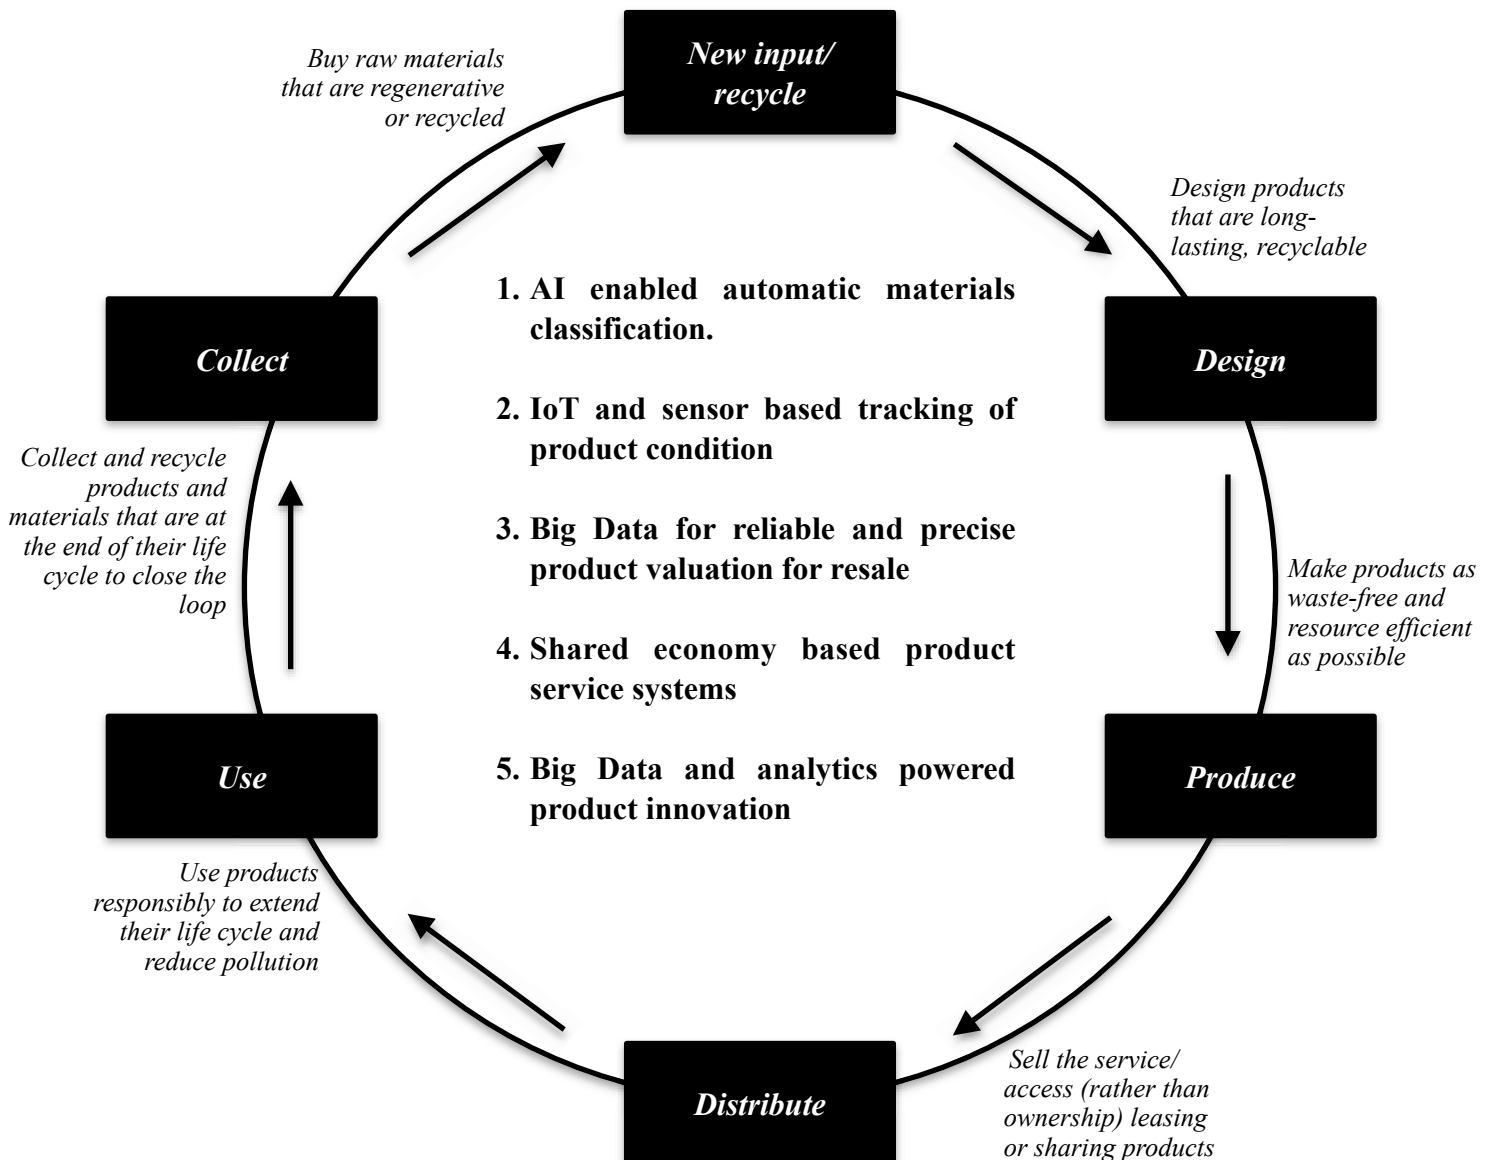 New input/
recycle
Buy raw materials
that are regenerative
or recycled
Design products
that are long-
lasting, recyclable
1. AI enabled automatic materials
classification.
Collect
Design
2. IoT and sensor based tracking of
product condition
Collect and recycle
products and
materials that are at
the end of their life
cycle to close the
loop
3. Big Data for reliable and precise
product valuation for resale
Make products as
waste-free and
resource efficient
as possible
4. Shared economy based product
service systems
Use
Produce
5. Big Data and analytics powered
product innovation
Use products
responsibly to extend
their life cycle and
reduce pollution
Distribute
Sell the service/
access (rather than
ownership) leasing
or sharing products